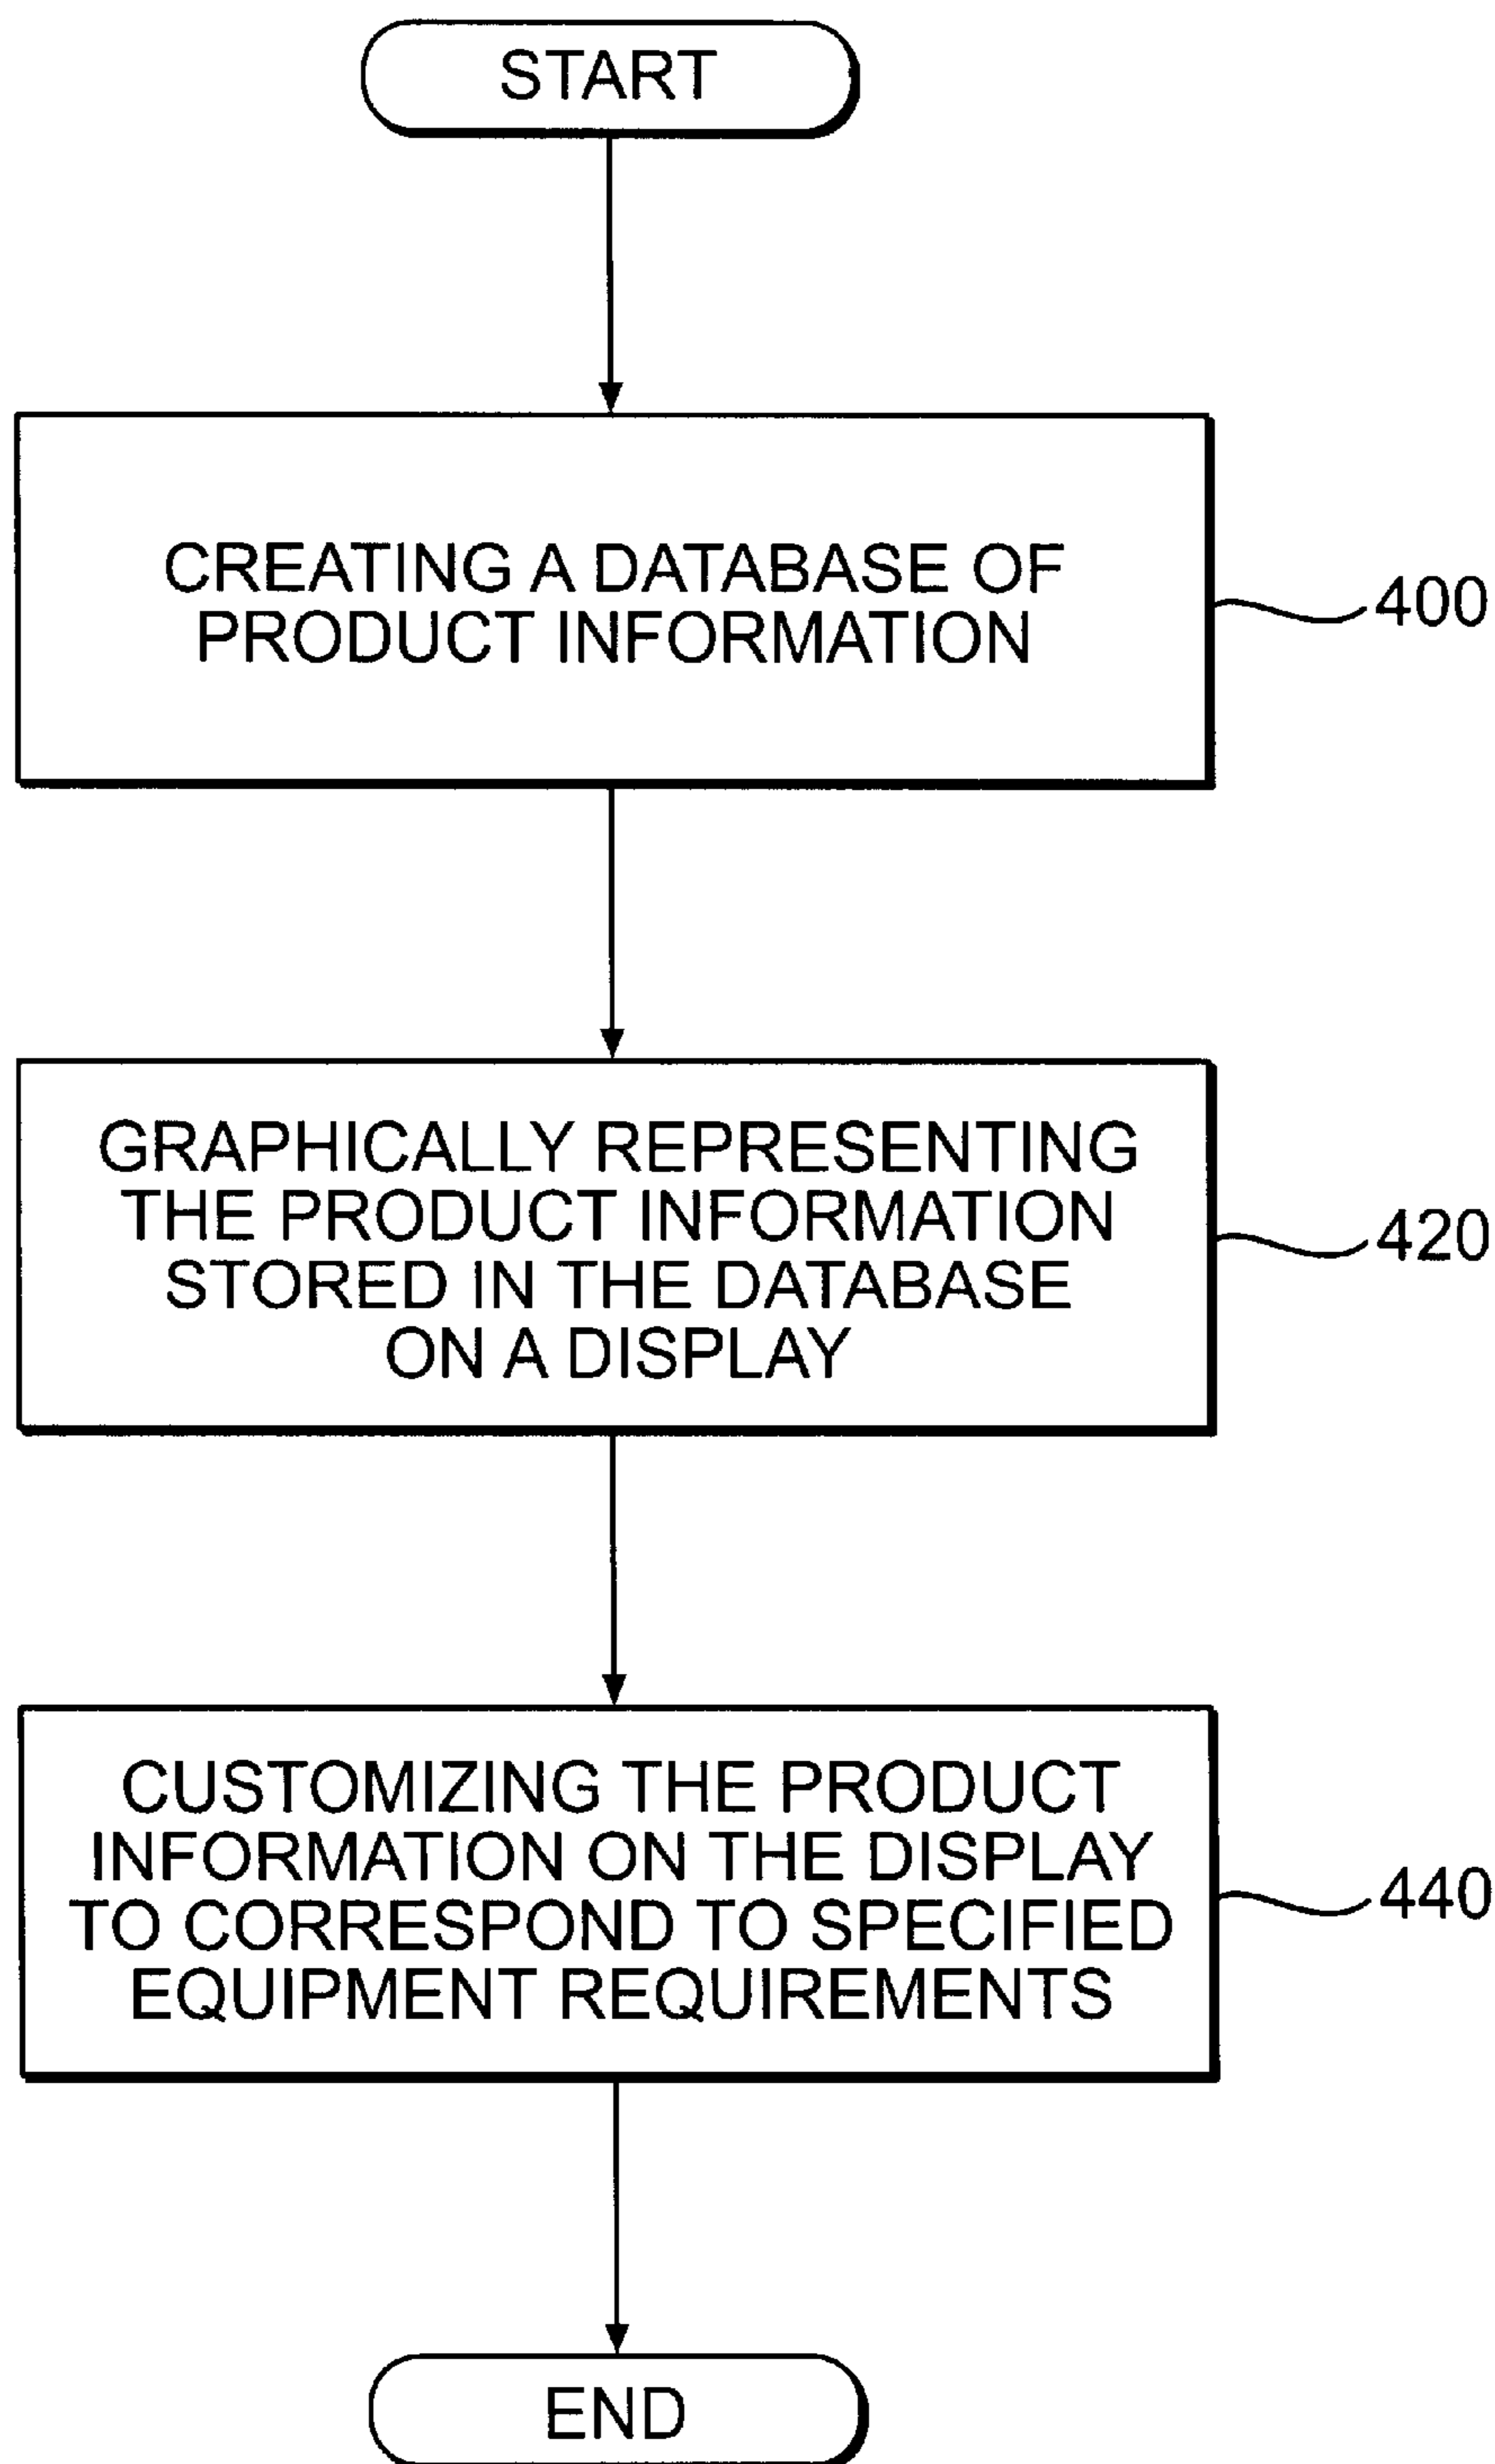 START
CREATING A DATABASE OF
PRODUCT INFORMATION
400
GRAPHICALLY REPRESENTING
THE PRODUCT INFORMATION
STORED IN THE DATABASE
ON A DISPLAY
420
CUSTOMIZING THE PRODUCT
INFORMATION ON THE DISPLAY
TO CORRESPOND TO SPECIFIED
EQUIPMENT REQUIREMENTS
440
END